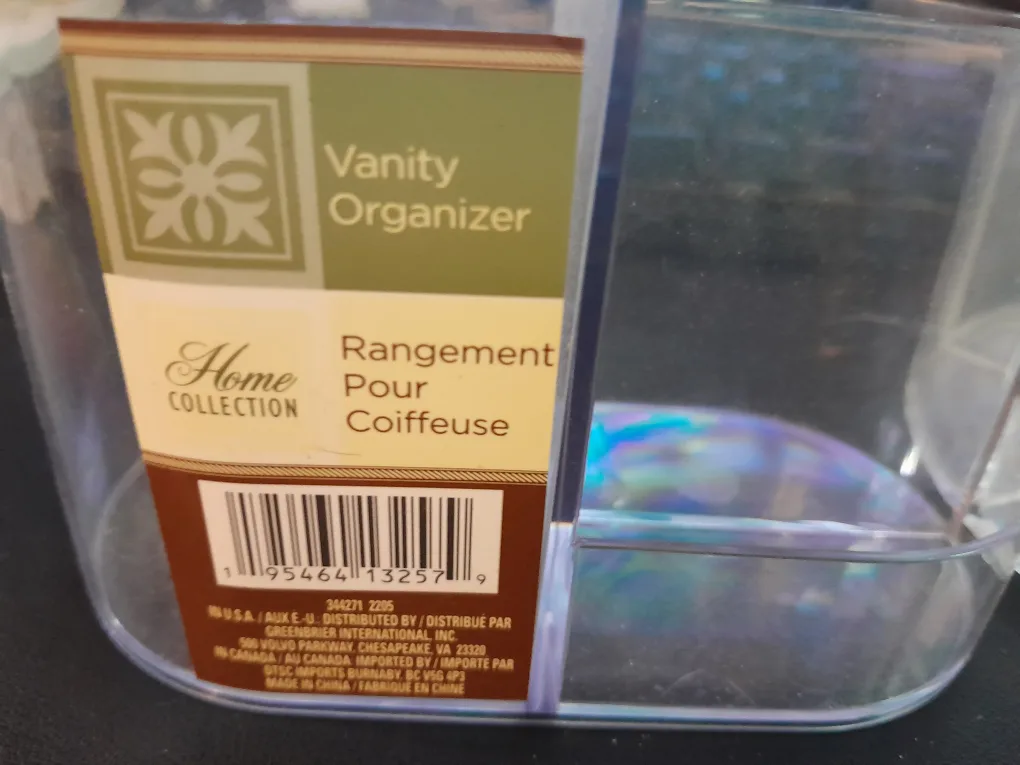 Vanity
Organizer
Home
COLLECTION
Rangement
Pour
Coiffeuse
1 95464 13257 9
344271 2205
IN U.S.A. / AUX E.-U. DISTRIBUTED BY / DISTRIBUÉ PAR
GREENBRIER INTERNATIONAL, INC.
500 VOLVO PARKWAY, CHESAPEAKE, VA 23320
IN CANADA / AU CANADA, IMPORTED BY / IMPORTÉ PAR
DTSC IMPORTS BURNABY, BC V5G 4P3
MADE IN CHINA / FABRIQUÉ EN CHINE